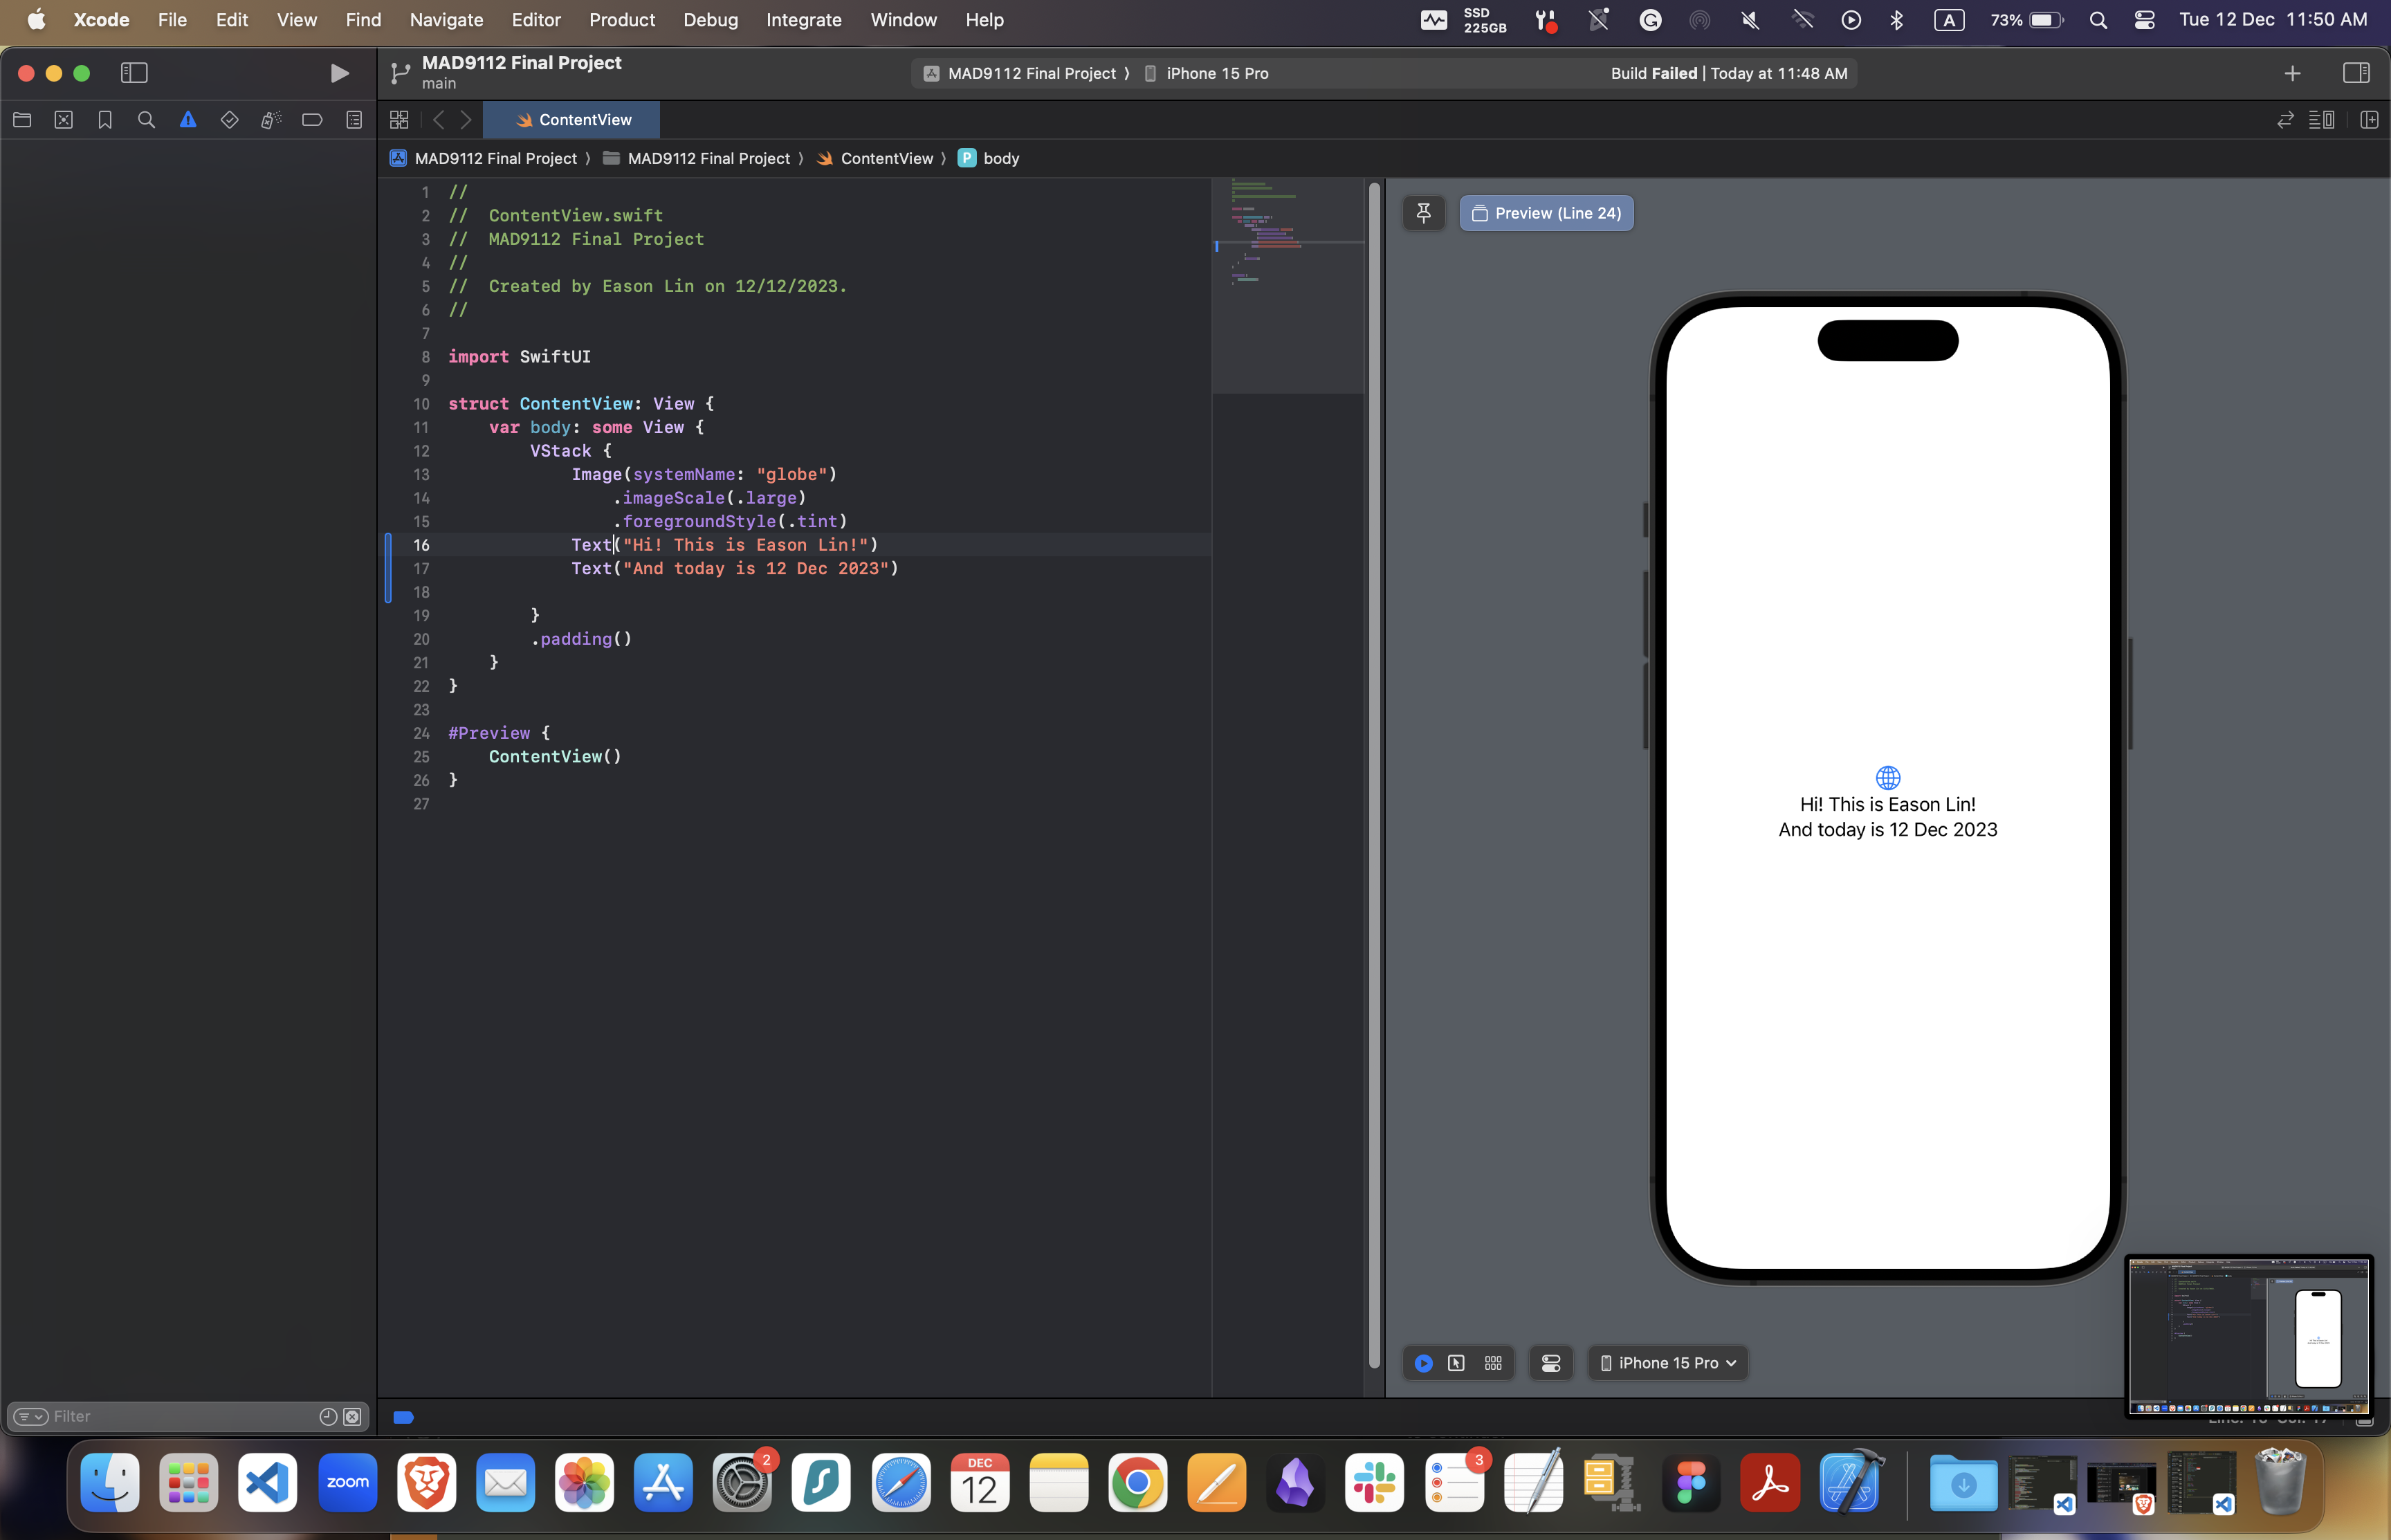 Xcode File Edit View Find Navigate Editor Product Debug Integrate Window Help SSD 225GB A 73% Tue 12 Dec 11:50 AM
MAD9112 Final Project
main
MAD9112 Final Project ⟩ iPhone 15 Pro
Build Failed | Today at 11:48 AM
ContentView
MAD9112 Final Project ⟩ MAD9112 Final Project ⟩ ContentView ⟩ P body
1 //
2 //  ContentView.swift
3 //  MAD9112 Final Project
4 //
5 //  Created by Eason Lin on 12/12/2023.
6 //
7
8 import SwiftUI
9
10 struct ContentView: View {
11     var body: some View {
12         VStack {
13             Image(systemName: "globe")
14                 .imageScale(.large)
15                 .foregroundStyle(.tint)
16             Text("Hi! This is Eason Lin!")
17             Text("And today is 12 Dec 2023")
18
19         }
20         .padding()
21     }
22 }
23
24 #Preview {
25     ContentView()
26 }
27
Preview (Line 24)
Hi! This is Eason Lin!
And today is 12 Dec 2023
iPhone 15 Pro
Filter
zoom
2
DEC
12
3